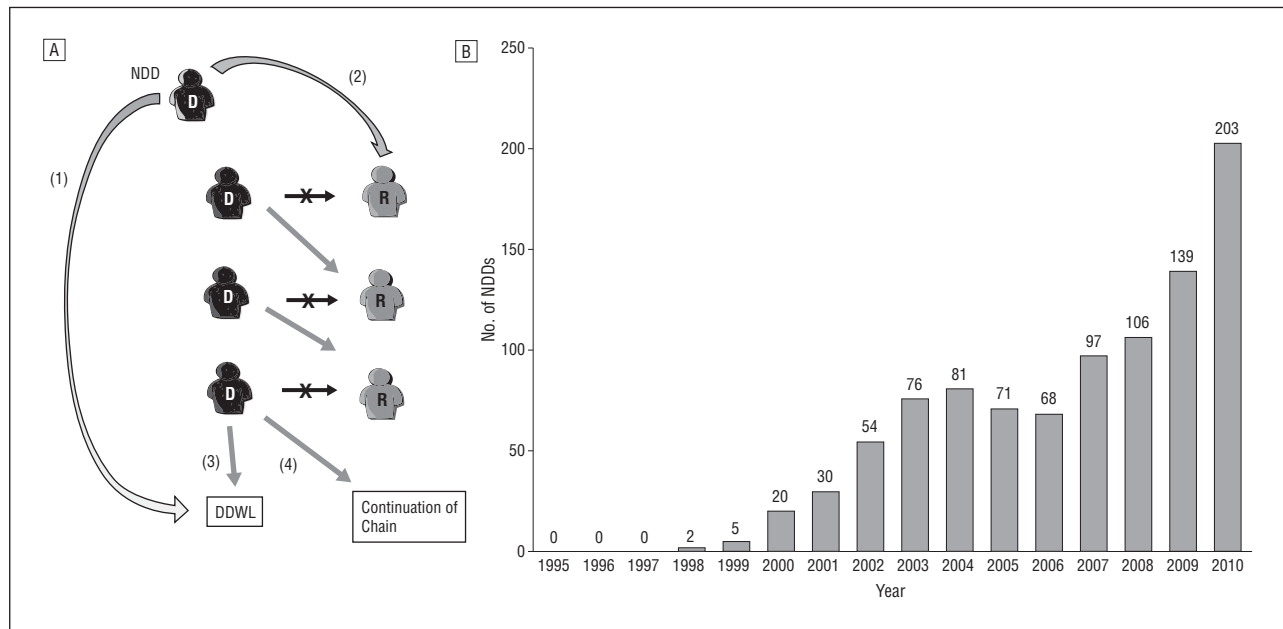 A
NDD
D
(2)
(1)
D
X
R
D
X
R
D
X
R
(3)
(4)
DDWL
Continuation of
Chain
B
No. of NDDs
250
200
150
100
50
0
0
0
0
2
5
20
30
54
76
81
71
68
97
106
139
203
1995 1996 1997 1998 1999 2000 2001 2002 2003 2004 2005 2006 2007 2008 2009 2010
Year